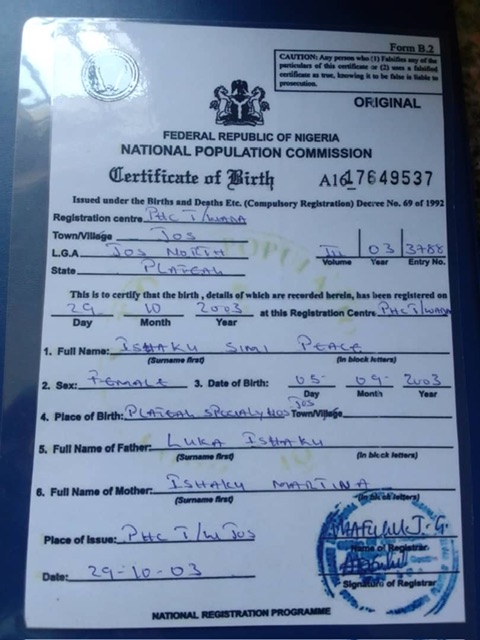 Form B.2
CAUTION: Any person who (1) Falsifies any of the
particulars of this certificate or (2) uses a falsified
certificate as true, knowing it to be false is liable to
prosecution.
ORIGINAL
FEDERAL REPUBLIC OF NIGERIA
NATIONAL POPULATION COMMISSION
Certificate of Birth A16 17649537
Issued under the Births and Deaths Etc. (Compulsory Registration) Decree No. 69 of 1992
Registration centre PHC T/WADA
Town/Village JOS
L.G.A JOS NORTH III 03 3788
State PLATEAU Volume Year Entry No.
This is to certify that the birth, details of which are recorded herein, has been registered on
29 10 2003 at this Registration Centre PHC T/WADA
Day Month Year
1. Full Name: ISHAKU SIMI PEACE
(Surname first) (in block letters)
2. Sex: FEMALE 3. Date of Birth: 05 09 2003
Day Month Year
4. Place of Birth: PLATEAU SPECIALIY HOS Town/Village JOS
5. Full Name of Father: LUKA ISHAKU
(Surname first) (in block letters)
6. Full Name of Mother: ISHAKU MARTINA
(Surname first) (in block letters)
Place of Issue: PHC T/W JOS
Name of Registrar
Date: 29-10-03
Signature of Registrar
NATIONAL REGISTRATION PROGRAMME